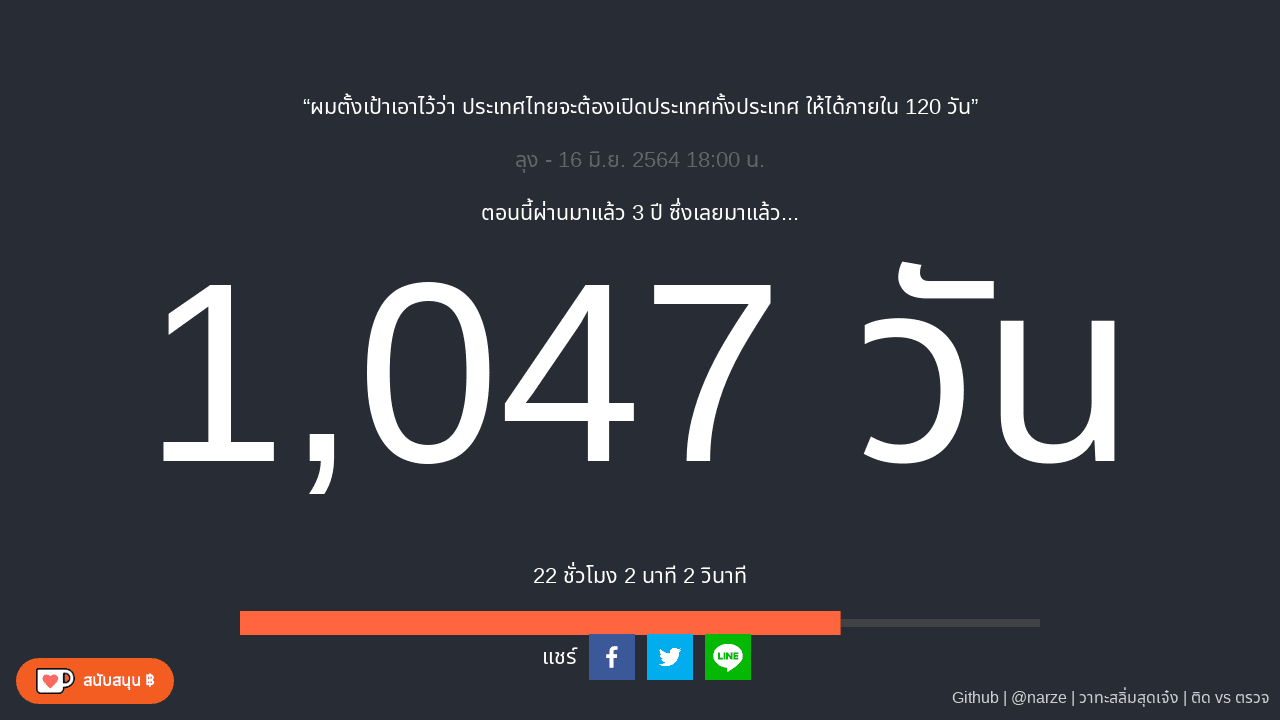 “ผมตั้งเป้าเอาไว้ว่า ประเทศไทยจะต้องเปิดประเทศทั้งประเทศ ให้ได้ภายใน 120 วัน”
ลุง - 16 มิ.ย. 2564 18:00 น.
ตอนนี้ผ่านมาแล้ว 3 ปี ซึ่งเลยมาแล้ว...
1,047 วัน
22 ชั่วโมง 2 นาที 2 วินาที
แชร์
LINE
สนับสนุน ฿
Github | @narze | วาทะสลิ่มสุดเจ๋ง | ติด vs ตรวจ